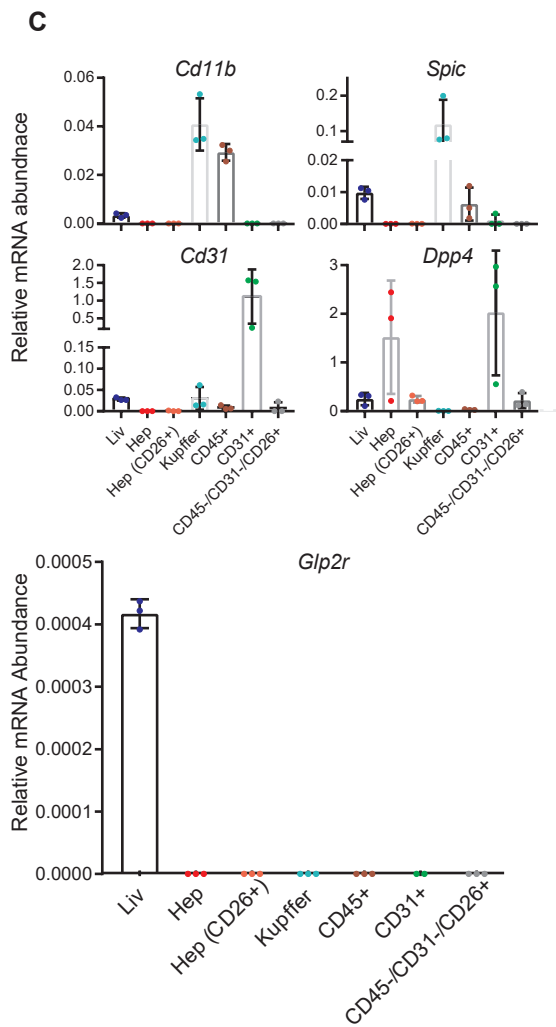 C
Cd11b
Spic
Relative mRNA abundnace
0.06
0.04
0.02
0.00
0.2
0.1
0.02
0.01
0.00
Cd31
Dpp4
2.0
1.5
1.0
0.5
0.15
0.10
0.05
0.00
3
2
1
0
Liv
Hep
Hep (CD26+)
Kupffer
CD45+
CD31+
CD45-/CD31-/CD26+
Liv
Hep
Hep (CD26+)
Kupffer
CD45+
CD31+
CD45-/CD31-/CD26+
Glp2r
Relative mRNA Abundance
0.0005
0.0004
0.0003
0.0002
0.0001
0.0000
Liv
Hep
Hep (CD26+)
Kupffer
CD45+
CD31+
CD45-/CD31-/CD26+